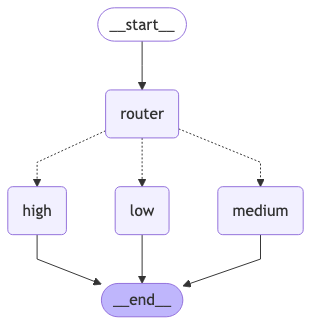 __start__
router
high
low
medium
__end__